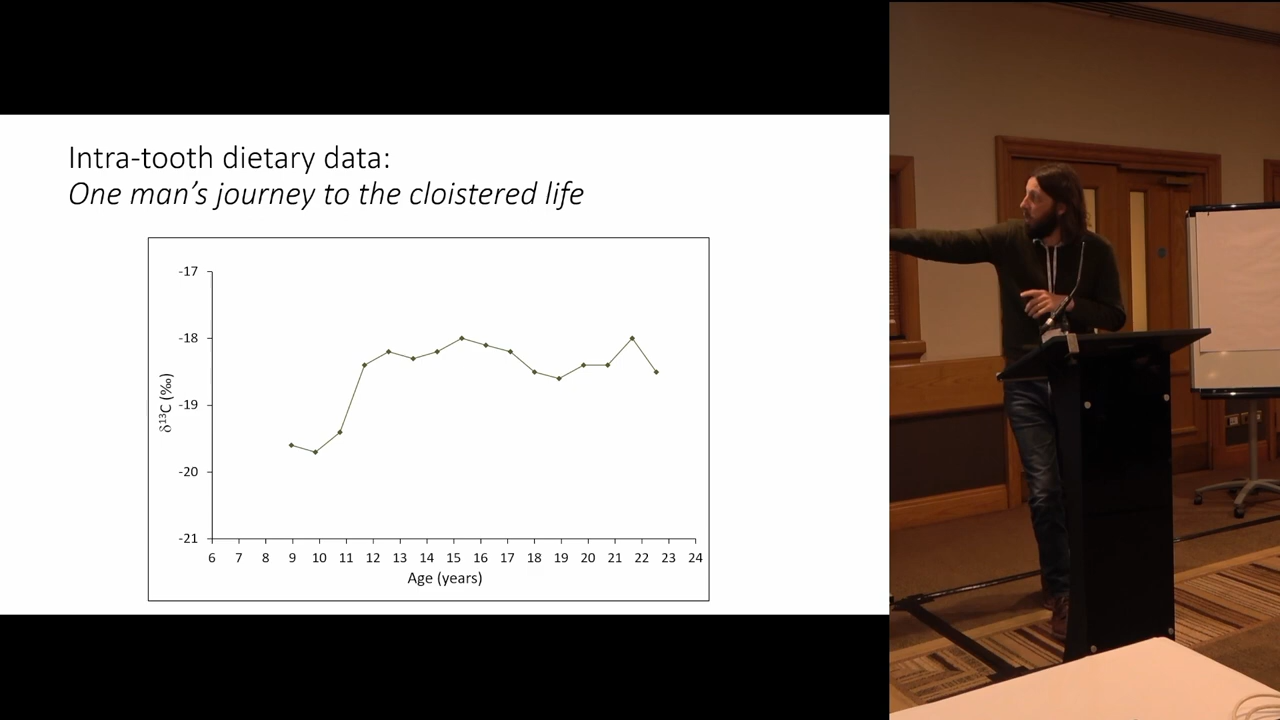 Intra-tooth dietary data:
One man's journey to the cloistered life
-17
-18
-19
-20
-21
δ¹³C (‰)
6 7 8 9 10 11 12 13 14 15 16 17 18 19 20 21 22 23 24
Age (years)